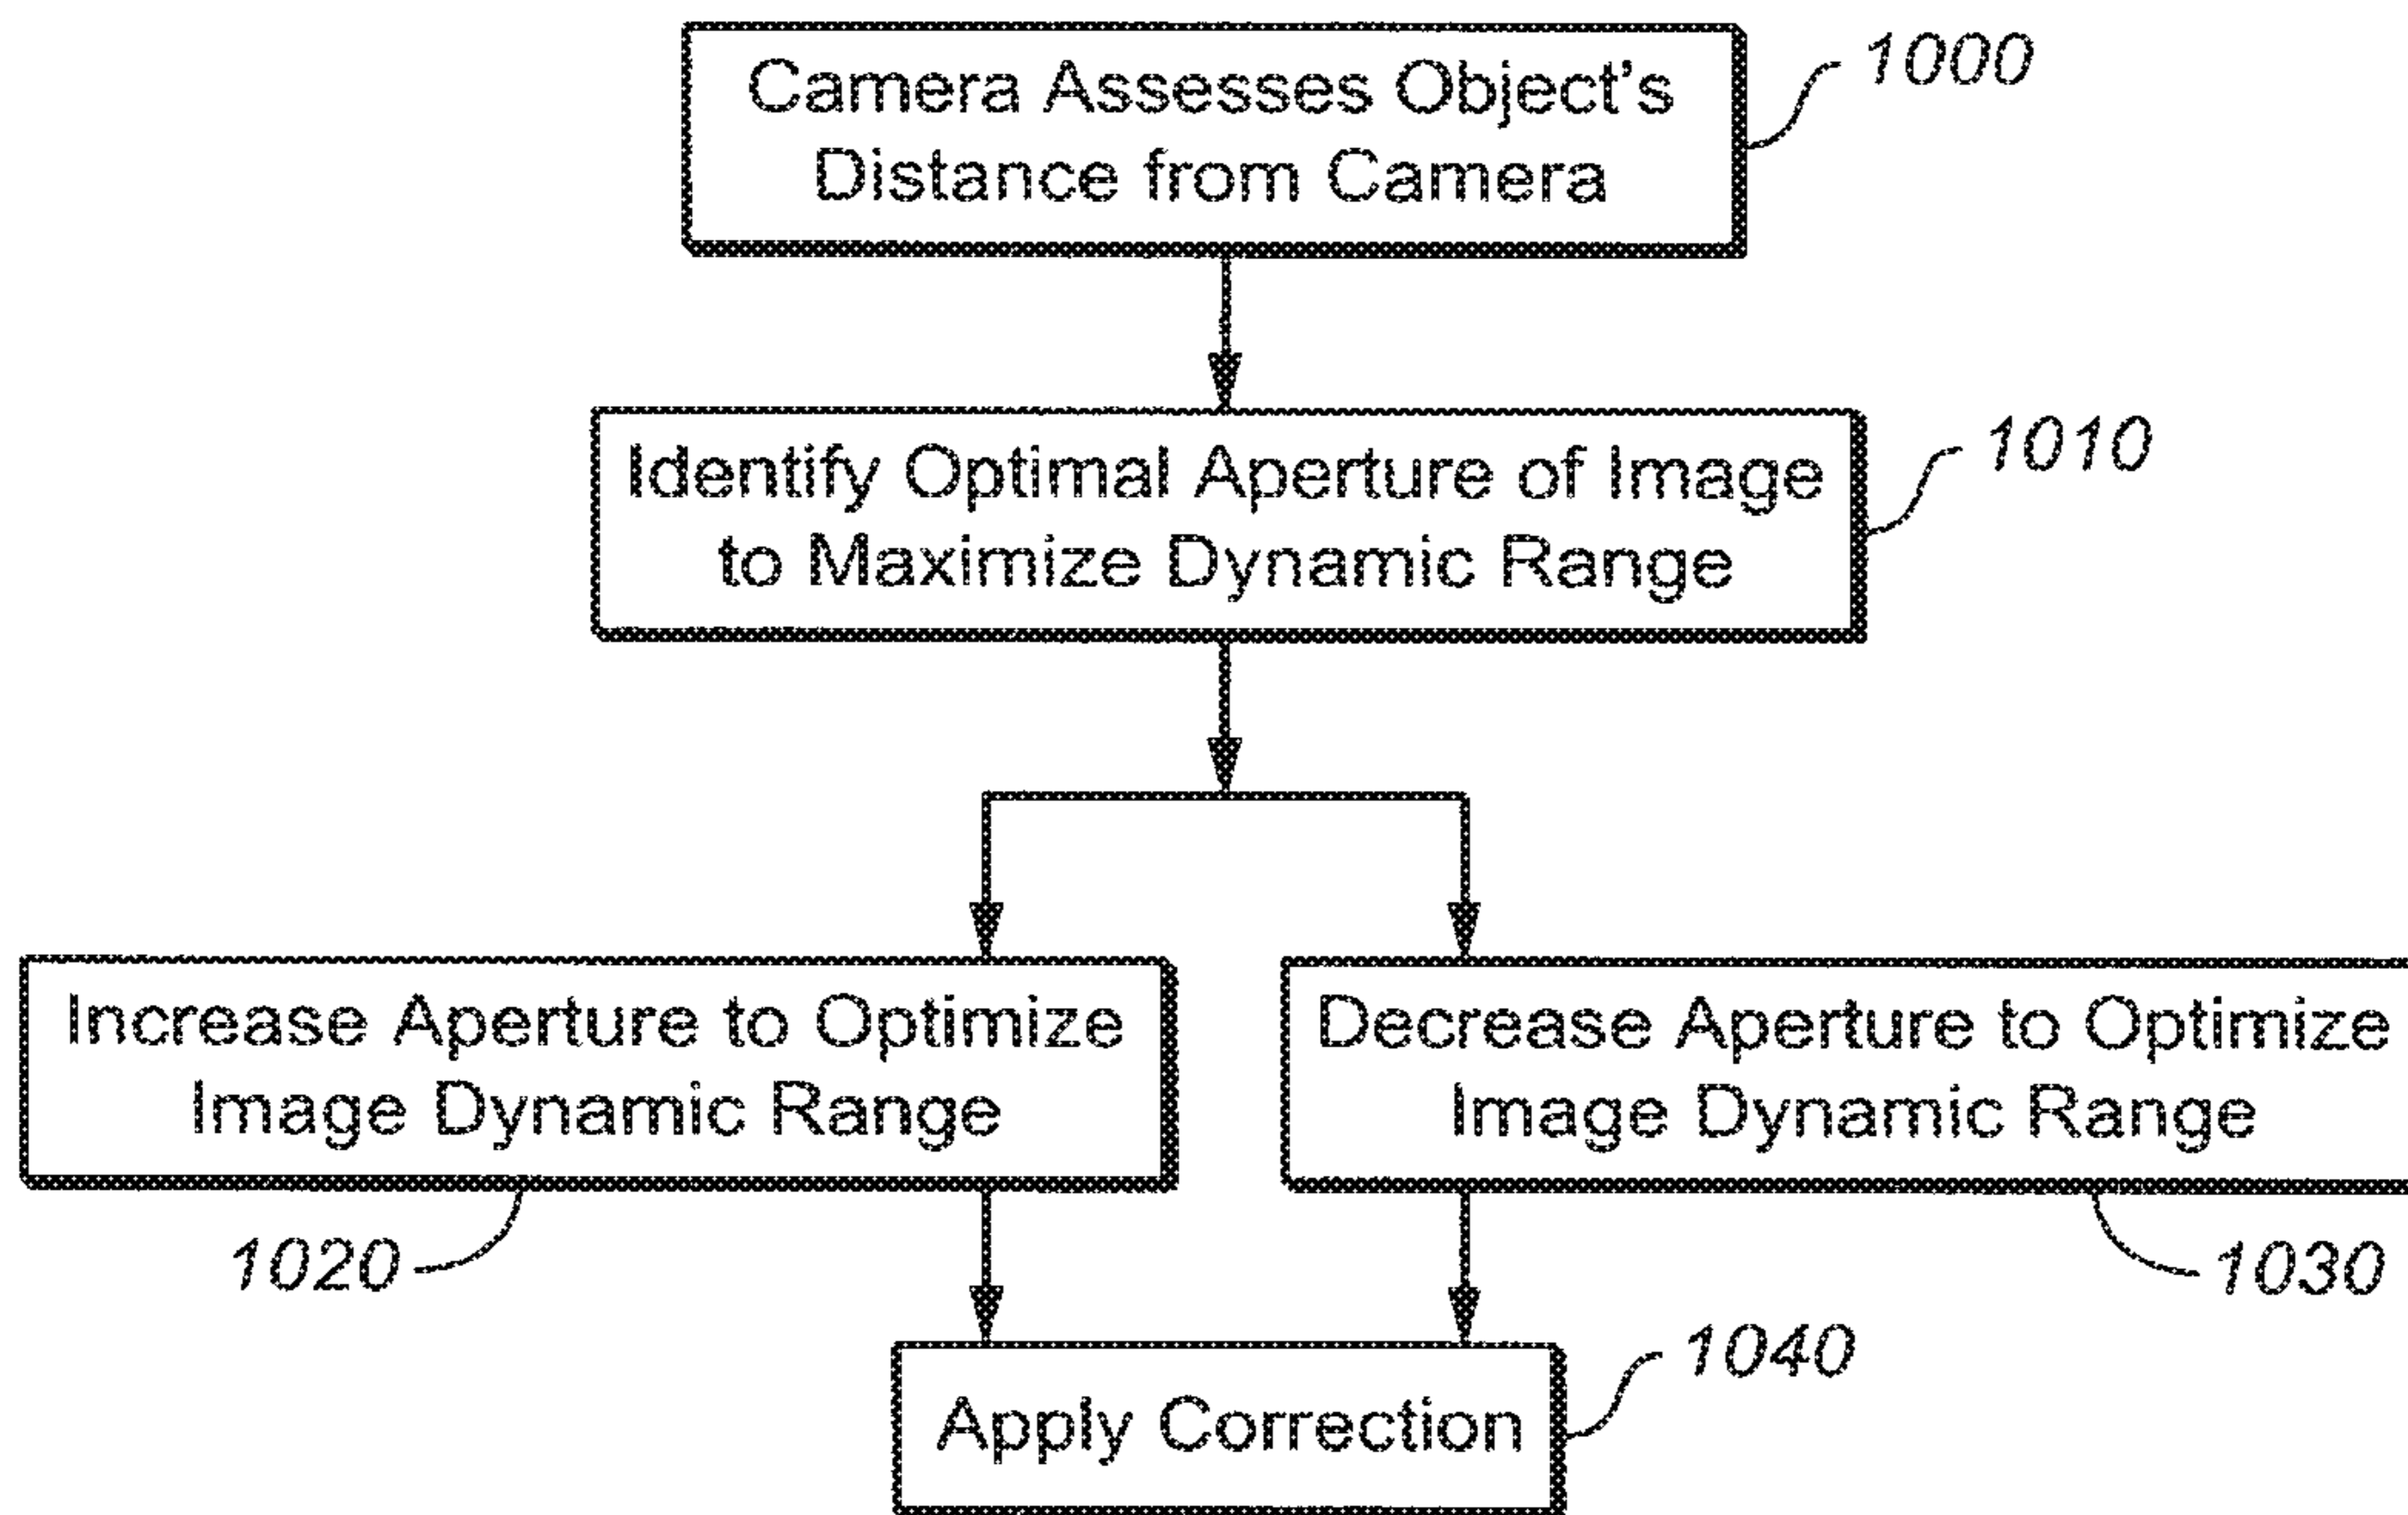 Camera Assesses Object's
Distance from Camera
1000
Identify Optimal Aperture of Image
to Maximize Dynamic Range
1010
Increase Aperture to Optimize
Image Dynamic Range
1020
Decrease Aperture to Optimize
Image Dynamic Range
1030
Apply Correction
1040